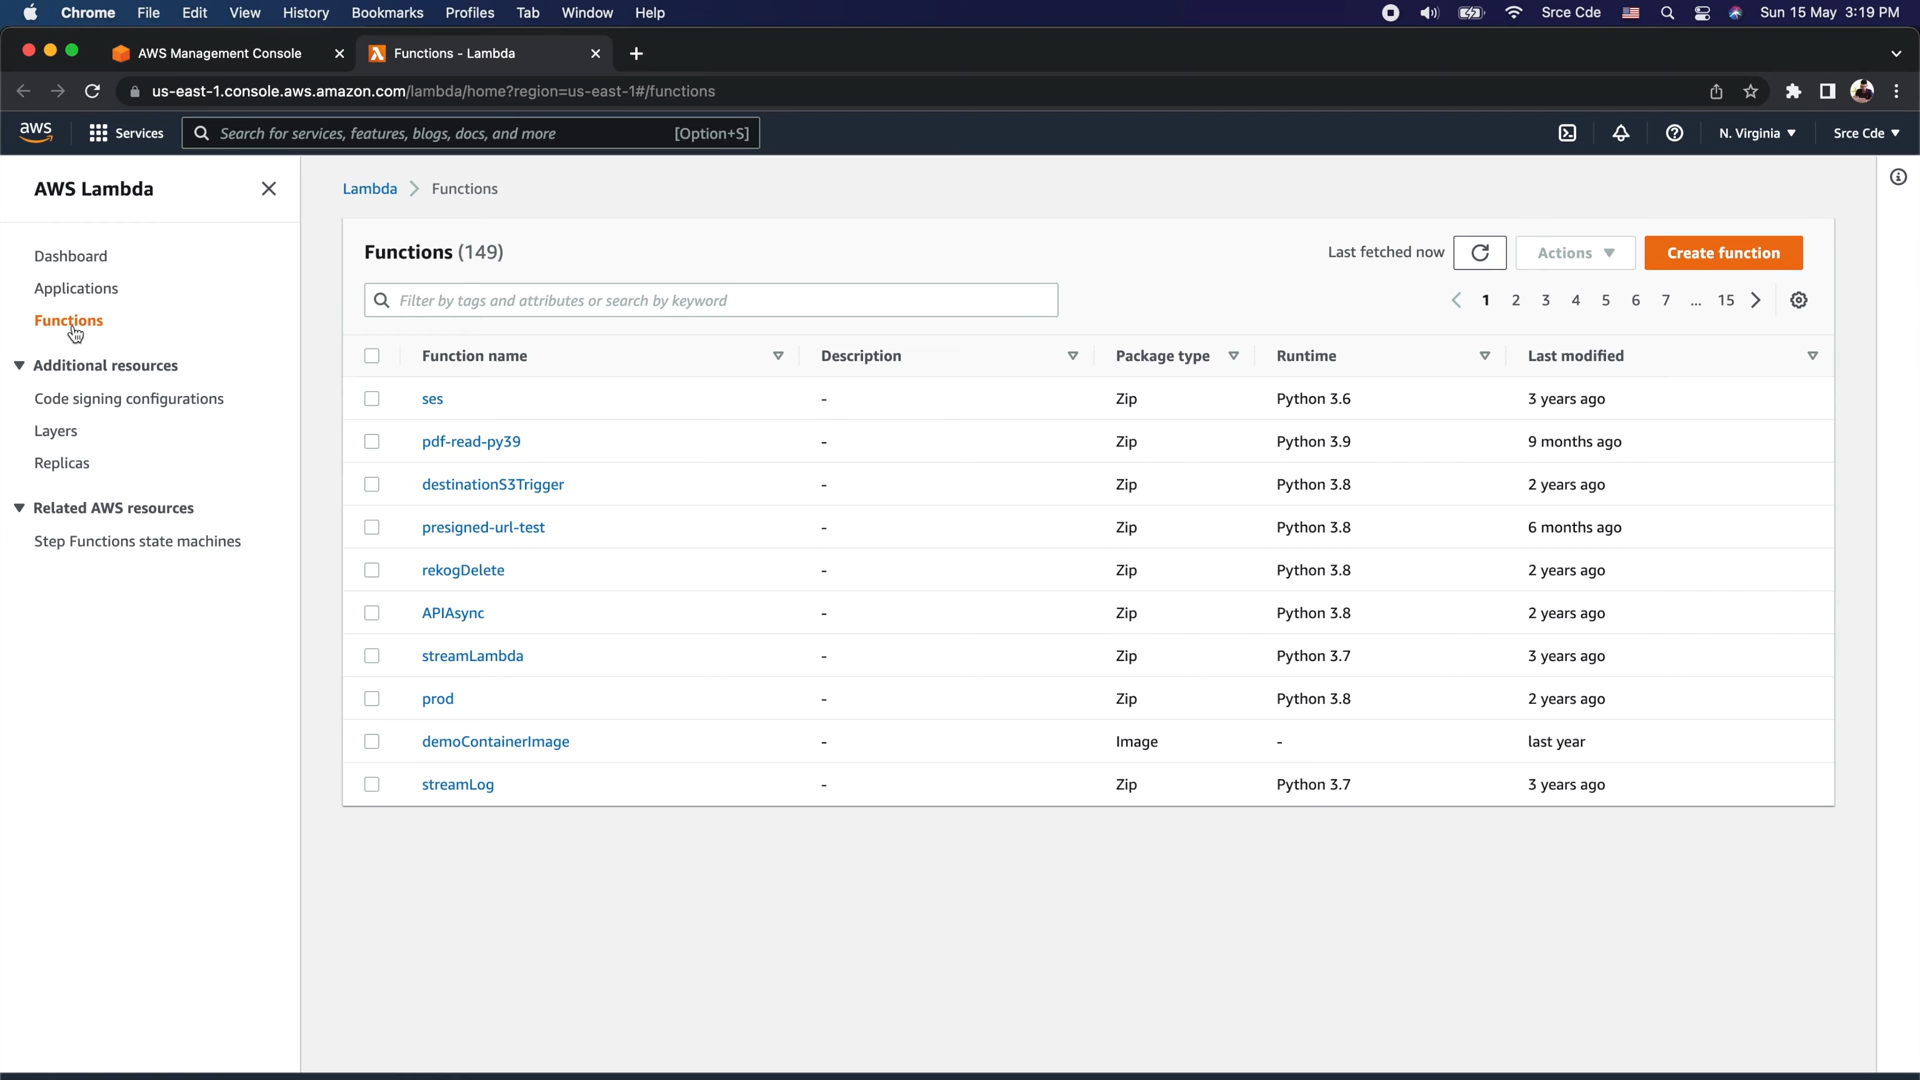 Chrome File Edit View History Bookmarks Profiles Tab Window Help Srce Cde Sun 15 May 3:19 PM
AWS Management Console Functions - Lambda
us-east-1.console.aws.amazon.com/lambda/home?region=us-east-1#/functions
aws Services Search for services, features, blogs, docs, and more [Option+S] N. Virginia Srce Cde
AWS Lambda
Dashboard
Applications
Functions
Additional resources
Code signing configurations
Layers
Replicas
Related AWS resources
Step Functions state machines
Lambda Functions
Functions (149) Last fetched now Actions Create function
Filter by tags and attributes or search by keyword 1 2 3 4 5 6 7 ... 15
Function name Description Package type Runtime Last modified
ses - Zip Python 3.6 3 years ago
pdf-read-py39 - Zip Python 3.9 9 months ago
destinationS3Trigger - Zip Python 3.8 2 years ago
presigned-url-test - Zip Python 3.8 6 months ago
rekogDelete - Zip Python 3.8 2 years ago
APIAsync - Zip Python 3.8 2 years ago
streamLambda - Zip Python 3.7 3 years ago
prod - Zip Python 3.8 2 years ago
demoContainerImage - Image - last year
streamLog - Zip Python 3.7 3 years ago